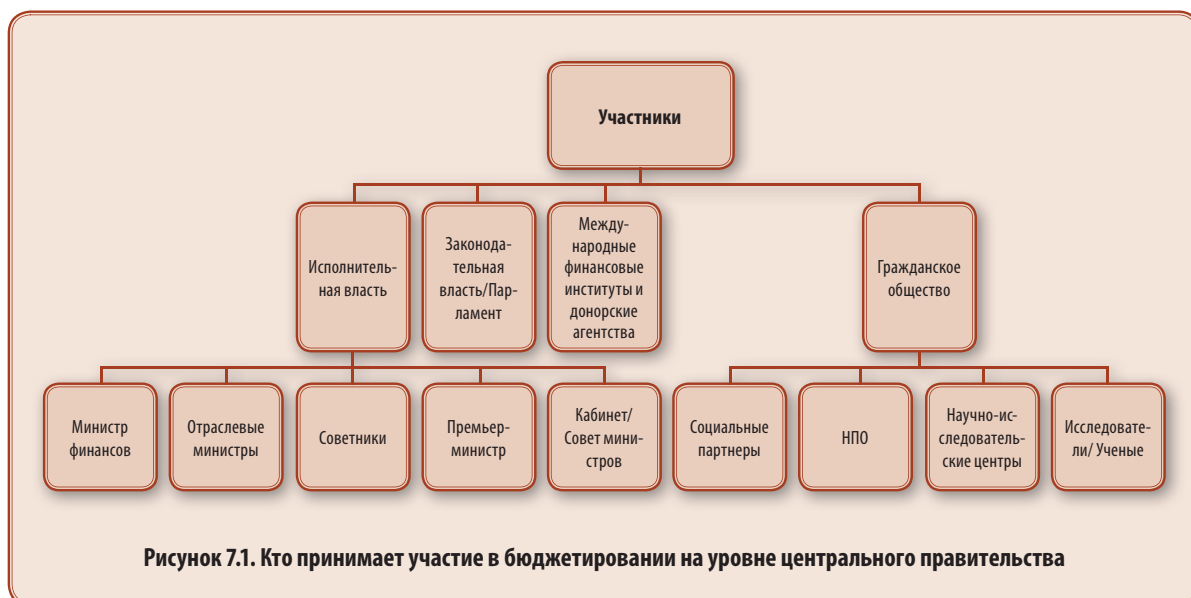 Участники
Исполнитель-
ная власть
Законода-
тельная
власть/Пар-
ламент
Между-
народные
финансовые
институты и
донорские
агентства
Гражданское
общество
Министр
финансов
Отраслевые
министры
Советники
Премьер-
министр
Кабинет/
Совет мини-
стров
Социальные
партнеры
НПО
Научно-ис-
следователь-
ские центры
Исследовате-
ли/ Ученые
Рисунок 7.1. Кто принимает участие в бюджетировании на уровне центрального правительства